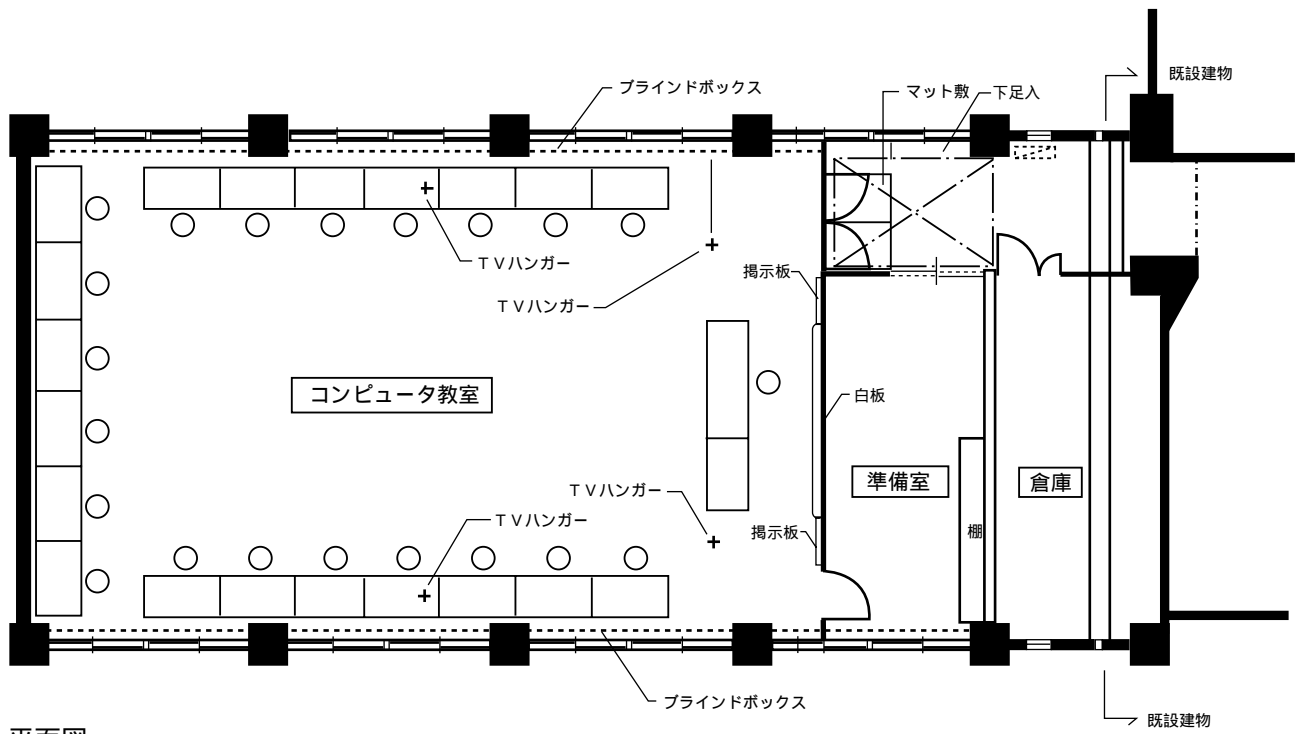 既設建物
ブラインドボックス
マット敷
下足入
TVハンガー
掲示板
TVハンガー
コンピュータ教室
白板
準備室
倉庫
TVハンガー
TVハンガー
掲示板
棚
ブラインドボックス
既設建物
平面図